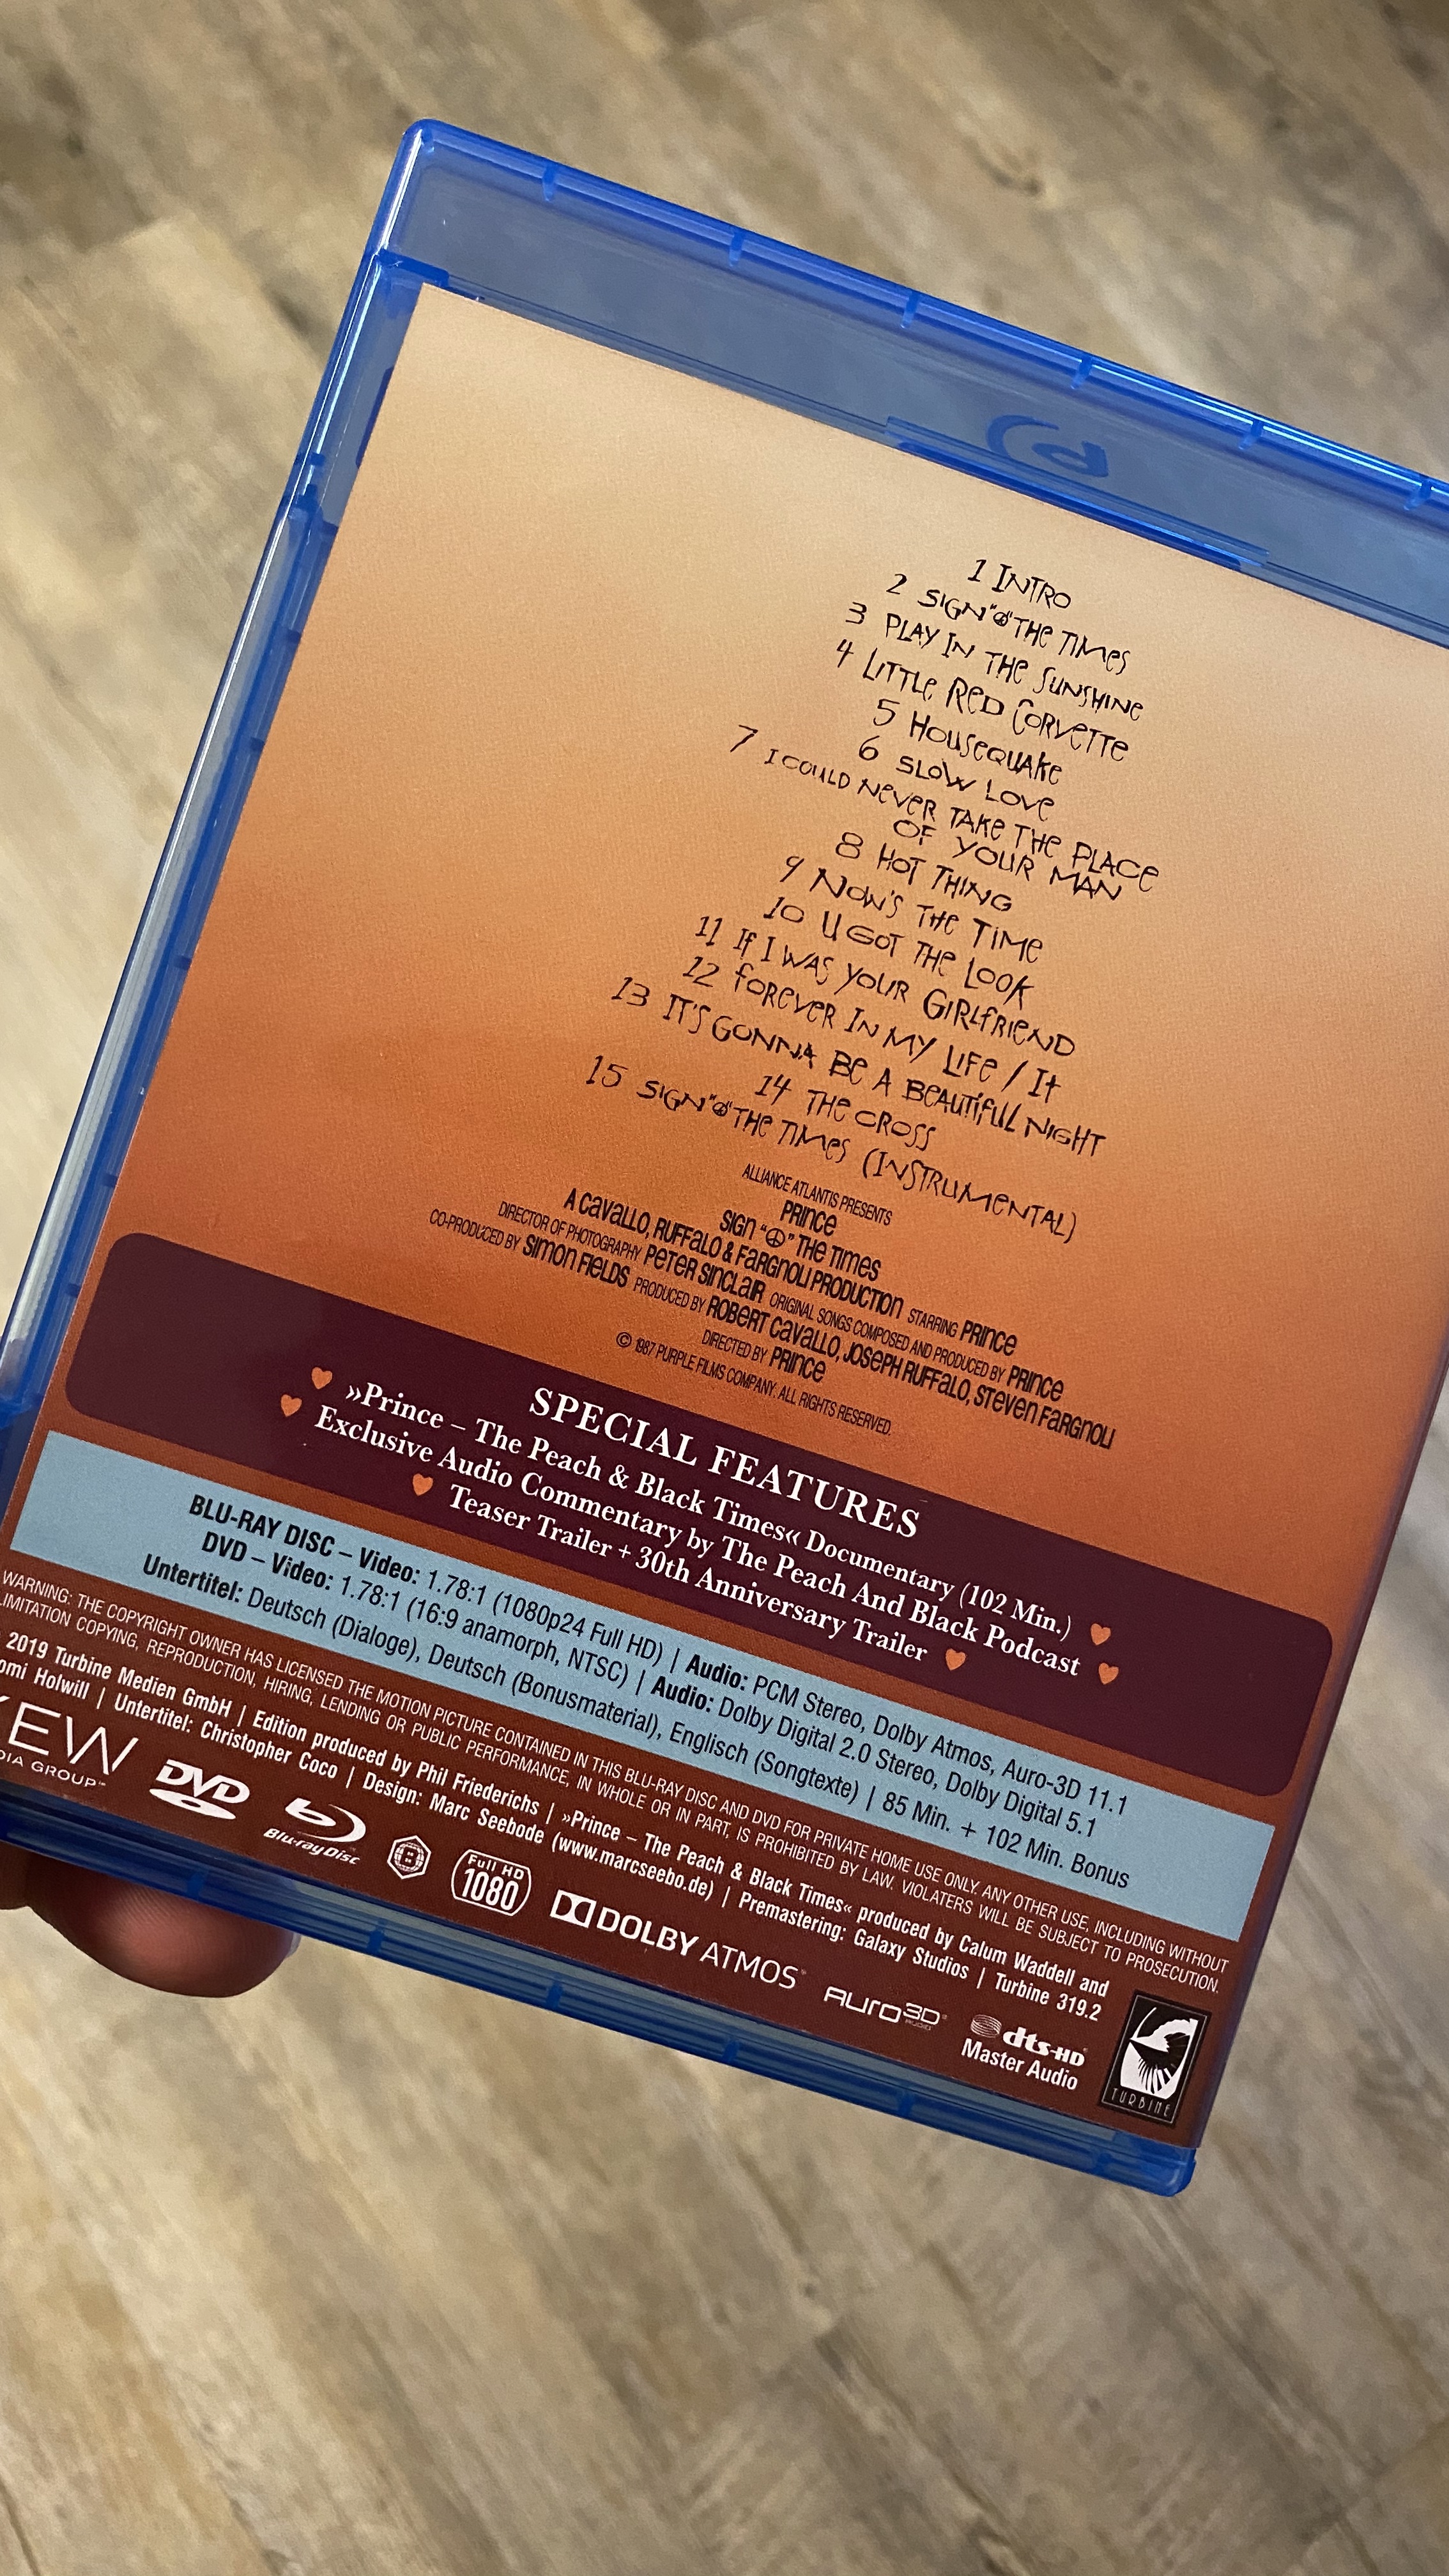 1 INTRO
2 SIGN "☮" THE TIMES
3 PLAY IN THE SUNSHINE
4 LITTLE RED CORVETTE
5 HOUSEQUAKE
6 SLOW LOVE
7 I COULD NEVER TAKE THE PLACE
OF YOUR MAN
8 HOT THING
9 NOW'S THE TIME
10 U GOT THE LOOK
11 IF I WAS YOUR GIRLFRIEND
12 FOREVER IN MY LIFE / IT
13 IT'S GONNA BE A BEAUTIFUL NIGHT
14 THE CROSS
15 SIGN "☮" THE TIMES (INSTRUMENTAL)
ALLIANCE ATLANTIS PRESENTS
PRINCE
SIGN "☮" THE TIMES
A CAVALLO, RUFFALO & FARGNOLI PRODUCTION STARRING PRINCE
DIRECTOR OF PHOTOGRAPHY PETER SINCLAIR ORIGINAL SONGS COMPOSED AND PRODUCED BY PRINCE
CO-PRODUCED BY SIMON FIELDS PRODUCED BY ROBERT CAVALLO, JOSEPH RUFFALO, STEVEN FARGNOLI
DIRECTED BY PRINCE
© 1987 PURPLE FILMS COMPANY. ALL RIGHTS RESERVED.
SPECIAL FEATURES
»Prince – The Peach & Black Times« Documentary (102 Min.)
Exclusive Audio Commentary by The Peach And Black Podcast
Teaser Trailer + 30th Anniversary Trailer
BLU-RAY DISC – Video: 1.78:1 (1080p24 Full HD) | Audio: PCM Stereo, Dolby Atmos, Auro-3D 11.1
DVD – Video: 1.78:1 (16:9 anamorph, NTSC) | Audio: Dolby Digital 2.0 Stereo, Dolby Digital 5.1
Untertitel: Deutsch (Dialoge), Deutsch (Bonusmaterial), Englisch (Songtexte) | 85 Min. + 102 Min. Bonus
WARNING: THE COPYRIGHT OWNER HAS LICENSED THE MOTION PICTURE CONTAINED IN THIS BLU-RAY DISC AND DVD FOR PRIVATE HOME USE ONLY. ANY OTHER USE, INCLUDING WITHOUT
LIMITATION COPYING, REPRODUCTION, HIRING, LENDING OR PUBLIC PERFORMANCE, IN WHOLE OR IN PART, IS PROHIBITED BY LAW. VIOLATERS WILL BE SUBJECT TO PROSECUTION.
2019 Turbine Medien GmbH | Edition produced by Phil Friederichs | »Prince – The Peach & Black Times« produced by Calum Waddell and
omi Holwill | Untertitel: Christopher Coco | Design: Marc Seebode (www.marcseebo.de) | Premastering: Galaxy Studios | Turbine 319.2
KEW
DIA GROUP™
DVD
Blu-ray Disc
Full HD
1080
DOLBY ATMOS
AURO 3D
AUDIO
dts-HD
Master Audio
TURBINE